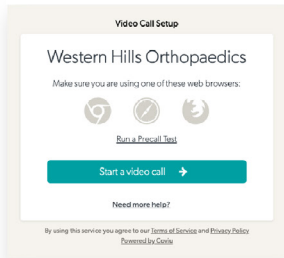 Video Call Setup
Western Hills Orthopaedics
Make sure you are using one of these web browsers:
Run a Precall Test
Start a video call
Need more help?
By using this service you agree to our Terms of Service and Privacy Policy
Powered by Coviu